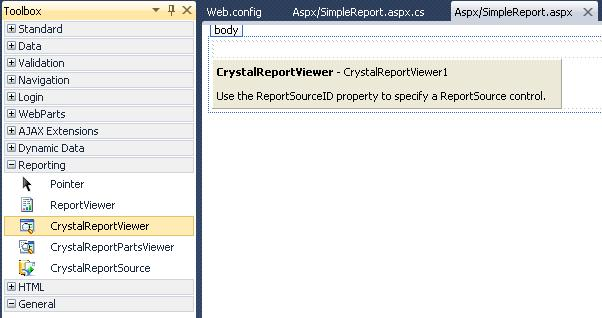 Toolbox
Standard
Data
Validation
Navigation
Login
WebParts
AJAX Extensions
Dynamic Data
Reporting
Pointer
ReportViewer
CrystalReportViewer
CrystalReportPartsViewer
CrystalReportSource
HTML
General
Web.config Aspx/SimpleReport.aspx.cs Aspx/SimpleReport.aspx
body
CrystalReportViewer - CrystalReportViewer1
Use the ReportSourceID property to specify a ReportSource control.